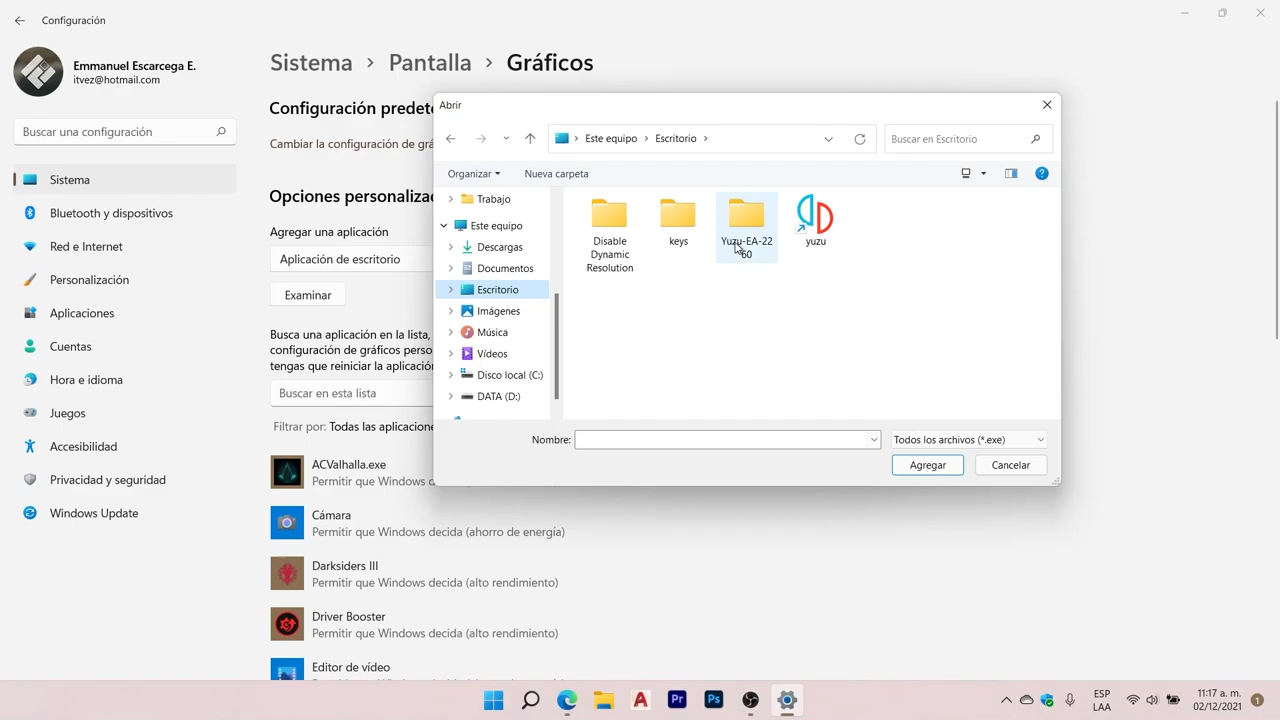 Configuración
Emmanuel Escarcega E.
itvez@hotmail.com
Buscar una configuración
Sistema
Bluetooth y dispositivos
Red e Internet
Personalización
Aplicaciones
Cuentas
Hora e idioma
Juegos
Accesibilidad
Privacidad y seguridad
Windows Update
Sistema > Pantalla > Gráficos
Configuración predete
Cambiar la configuración de grá
Opciones personaliza
Agregar una aplicación
Aplicación de escritorio
Examinar
Busca una aplicación en la lista,
configuración de gráficos perso
tengas que reiniciar la aplicació
Buscar en esta lista
Filtrar por: Todas las aplicacione
ACValhalla.exe
Permitir que Windows d
Cámara
Permitir que Windows decida (ahorro de energía)
Darksiders III
Permitir que Windows decida (alto rendimiento)
Driver Booster
Permitir que Windows decida (alto rendimiento)
Editor de vídeo
Abrir
Este equipo > Escritorio >
Buscar en Escritorio
Organizar
Nueva carpeta
Trabajo
Este equipo
Descargas
Documentos
Escritorio
Imágenes
Música
Vídeos
Disco local (C:)
DATA (D:)
Disable
Dynamic
Resolution
keys
Yuzu-EA-22
60
yuzu
Nombre:
Todos los archivos (*.exe)
Agregar
Cancelar
A
Pr
Ps
ESP
LAA
11:17 a. m.
02/12/2021
1